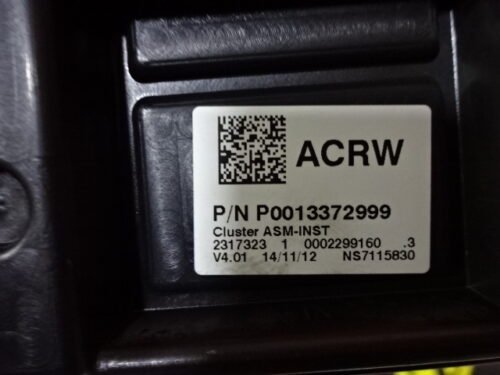 ACRW
P/N P0013372999
Cluster ASM-INST
2317323 1 0002299160 .3
V4.01 14/11/12 NS7115830